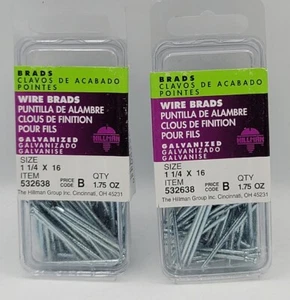 BRADS
CLAVOS DE ACABADO
POINTES
WIRE BRADS
PUNTILLA DE ALAMBRE
CLOUS DE FINITION
POUR FILS
HILLMAN
GALVANIZED
GALVANIZADO
GALVANISE
SIZE
1 1/4 X 16
ITEM PRICE CODE B QTY
532638 1.75 OZ
The Hillman Group Inc. Cincinnati, OH 45231
BRADS
CLAVOS DE ACABADO
POINTES
WIRE BRADS
PUNTILLA DE ALAMBRE
CLOUS DE FINITION
POUR FILS
HILLMAN
GALVANIZED
GALVANIZADO
GALVANISE
SIZE
1 1/4 X 16
ITEM PRICE CODE B QTY
532638 1.75 OZ
The Hillman Group Inc. Cincinnati, OH 45231